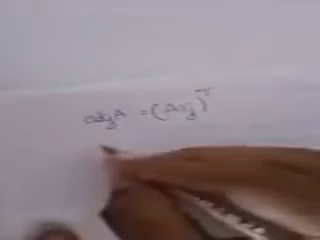 adjA = (Aij)ᵀ